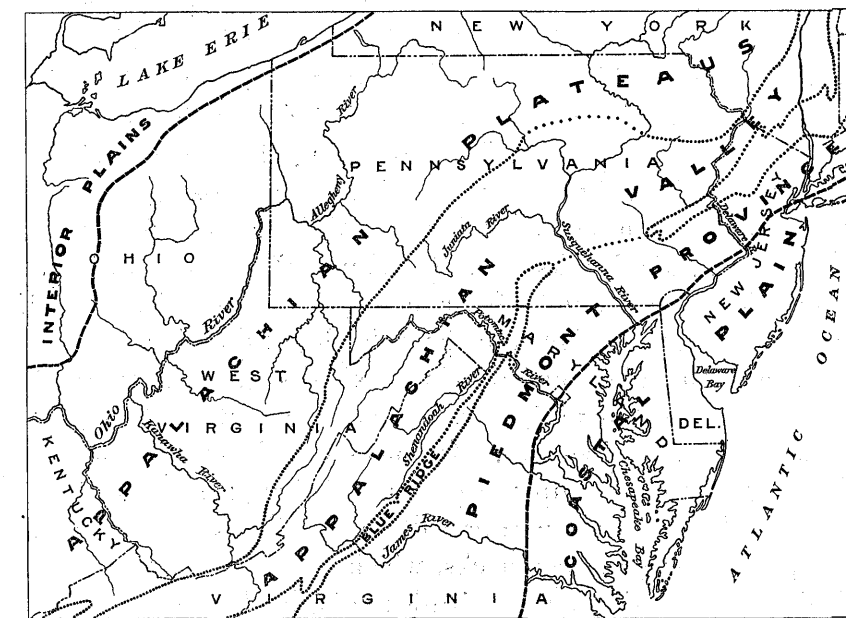 NEW YORK
LAKE ERIE
APPALACHIAN PLATEAUS
INTERIOR PLAINS
Allegheny River
PENNSYLVANIA
APPALACHIAN VALLEY
Juniata River
Susquehanna River
Delaware
PIEDMONT PROVINCE
NEW JERSEY
COASTAL PLAIN
OHIO
Ohio River
WEST VIRGINIA
Potomac River
MARYLAND
Delaware Bay
DEL.
OCEAN
ATLANTIC
Kanawha River
KENTUCKY
Shenandoah River
BLUE RIDGE
James River
Chesapeake Bay
VIRGINIA